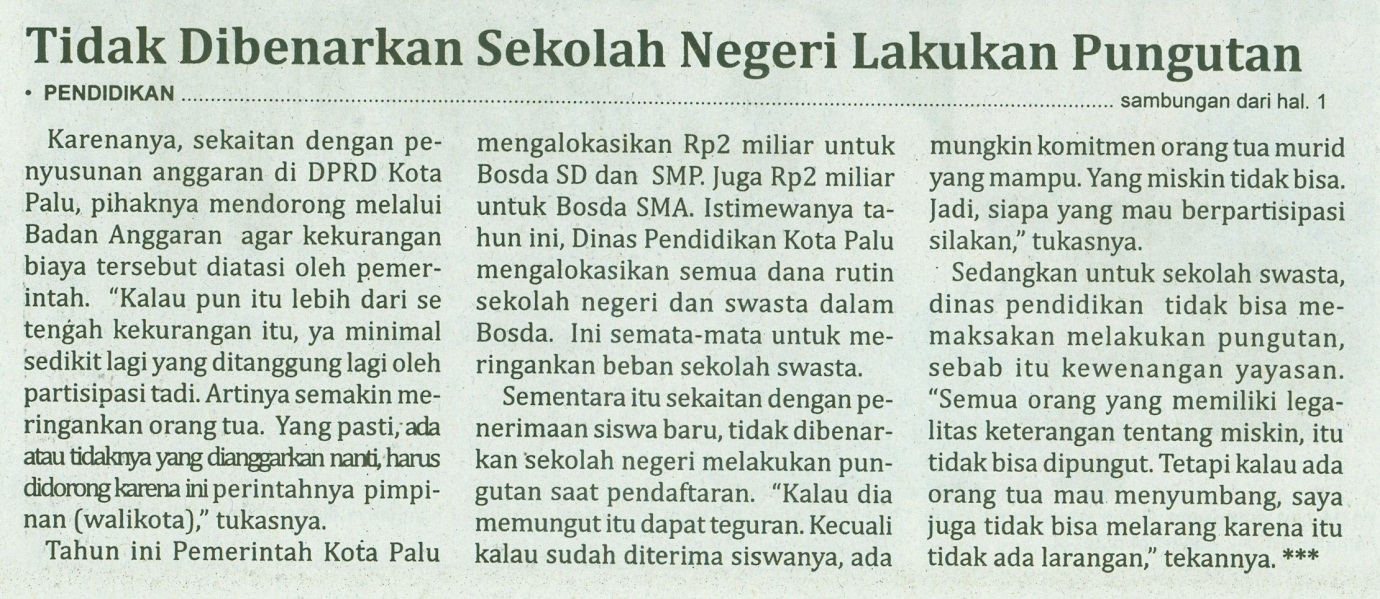 Tidak Dibenarkan Sekolah Negeri Lakukan Pungutan
• PENDIDIKAN ........................ sambungan dari hal. 1
Karenanya, sekaitan dengan pe-
nyusunan anggaran di DPRD Kota
Palu, pihaknya mendorong melalui
Badan Anggaran agar kekurangan
biaya tersebut diatasi oleh pemer-
intah. “Kalau pun itu lebih dari se
tengah kekurangan itu, ya minimal
sedikit lagi yang ditanggung lagi oleh
partisipasi tadi. Artinya semakin me-
ringankan orang tua. Yang pasti, ada
atau tidaknya yang dianggarkan nanti, harus
didorong karena ini perintahnya pimpi-
nan (walikota),” tukasnya.
Tahun ini Pemerintah Kota Palu
mengalokasikan Rp2 miliar untuk
Bosda SD dan SMP. Juga Rp2 miliar
untuk Bosda SMA. Istimewanya ta-
hun ini, Dinas Pendidikan Kota Palu
mengalokasikan semua dana rutin
sekolah negeri dan swasta dalam
Bosda. Ini semata-mata untuk me-
ringankan beban sekolah swasta.
Sementara itu sekaitan dengan pe-
nerimaan siswa baru, tidak dibenar-
kan sekolah negeri melakukan pun-
gutan saat pendaftaran. “Kalau dia
memungut itu dapat teguran. Kecuali
kalau sudah diterima siswanya, ada
mungkin komitmen orang tua murid
yang mampu. Yang miskin tidak bisa.
Jadi, siapa yang mau berpartisipasi
silakan,” tukasnya.
Sedangkan untuk sekolah swasta,
dinas pendidikan tidak bisa me-
maksakan melakukan pungutan,
sebab itu kewenangan yayasan.
“Semua orang yang memiliki lega-
litas keterangan tentang miskin, itu
tidak bisa dipungut. Tetapi kalau ada
orang tua mau menyumbang, saya
juga tidak bisa melarang karena itu
tidak ada larangan,” tekannya. ***